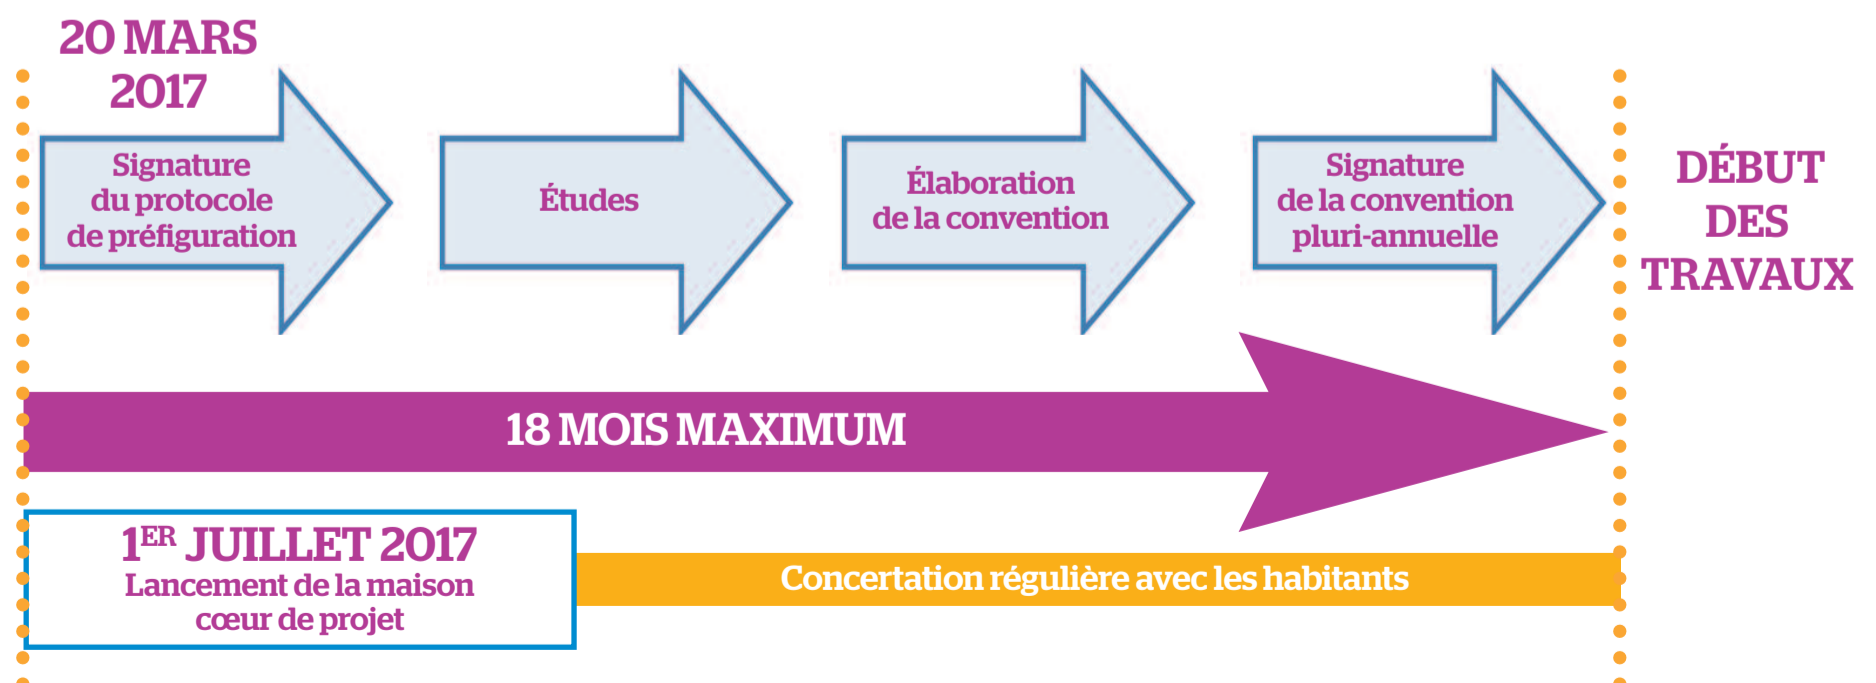 20 MARS
2017
Signature
du protocole
de préfiguration
Études
Élaboration
de la convention
Signature
de la convention
pluri-annuelle
DÉBUT
DES
TRAVAUX
18 MOIS MAXIMUM
1ER JUILLET 2017
Lancement de la maison
cœur de projet
Concertation régulière avec les habitants